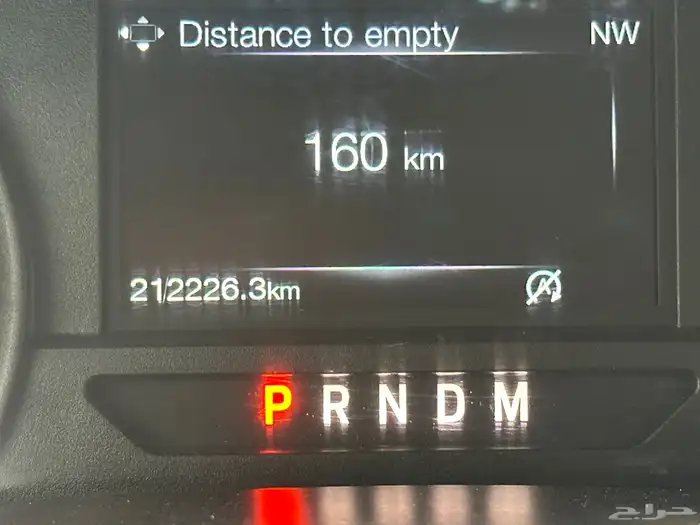 Distance to empty NW
160 km
212226.3km
P R N D M
حراج